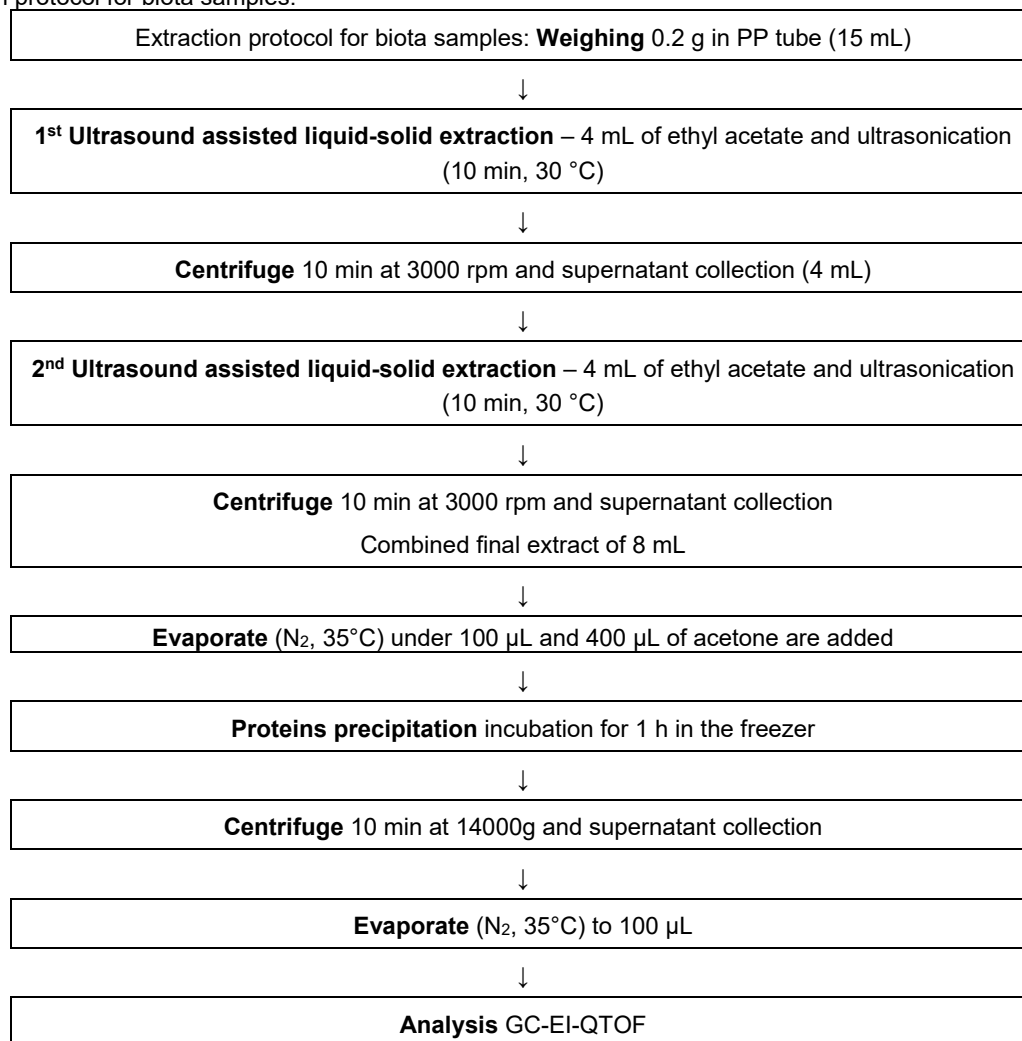 protocol for biota samples.
Extraction protocol for biota samples: Weighing 0.2 g in PP tube (15 mL)
↓
1st Ultrasound assisted liquid-solid extraction – 4 mL of ethyl acetate and ultrasonication
(10 min, 30 °C)
↓
Centrifuge 10 min at 3000 rpm and supernatant collection (4 mL)
↓
2nd Ultrasound assisted liquid-solid extraction – 4 mL of ethyl acetate and ultrasonication
(10 min, 30 °C)
↓
Centrifuge 10 min at 3000 rpm and supernatant collection
Combined final extract of 8 mL
↓
Evaporate (N2, 35°C) under 100 µL and 400 µL of acetone are added
↓
Proteins precipitation incubation for 1 h in the freezer
↓
Centrifuge 10 min at 14000g and supernatant collection
↓
Evaporate (N2, 35°C) to 100 µL
↓
Analysis GC-EI-QTOF